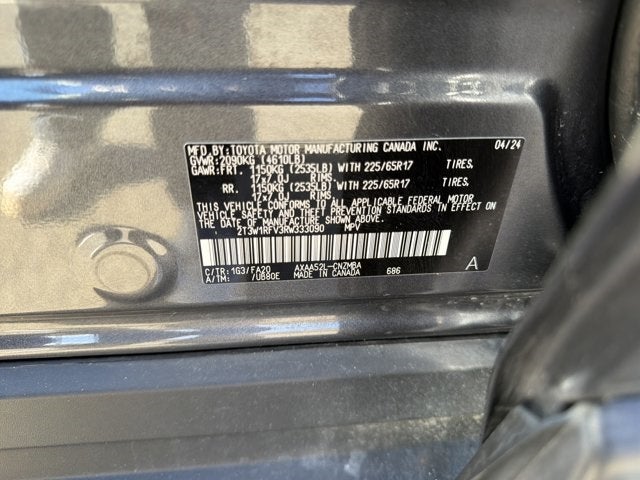 MFD.BY:TOYOTA MOTOR MANUFACTURING CANADA INC. 04/24
GVWR:2090KG (4610LB)
GAWR:FRT. 1150KG (2535LB) WITH 225/65R17 TIRES,
17x7.0J RIMS,
RR. 1150KG (2535LB) WITH 225/65R17 TIRES,
17x7.0J RIMS,
THIS VEHICLE CONFORMS TO ALL APPLICABLE FEDERAL MOTOR
VEHICLE SAFETY AND THEFT PREVENTION STANDARDS IN EFFECT ON
THE DATE OF MANUFACTURE SHOWN ABOVE.
2T3W1RFV3RW333090 MPV
C/TR:1G3/FA20 AXAA52L-CNZMBA
A/TM: /UB80E MADE IN CANADA 686 A